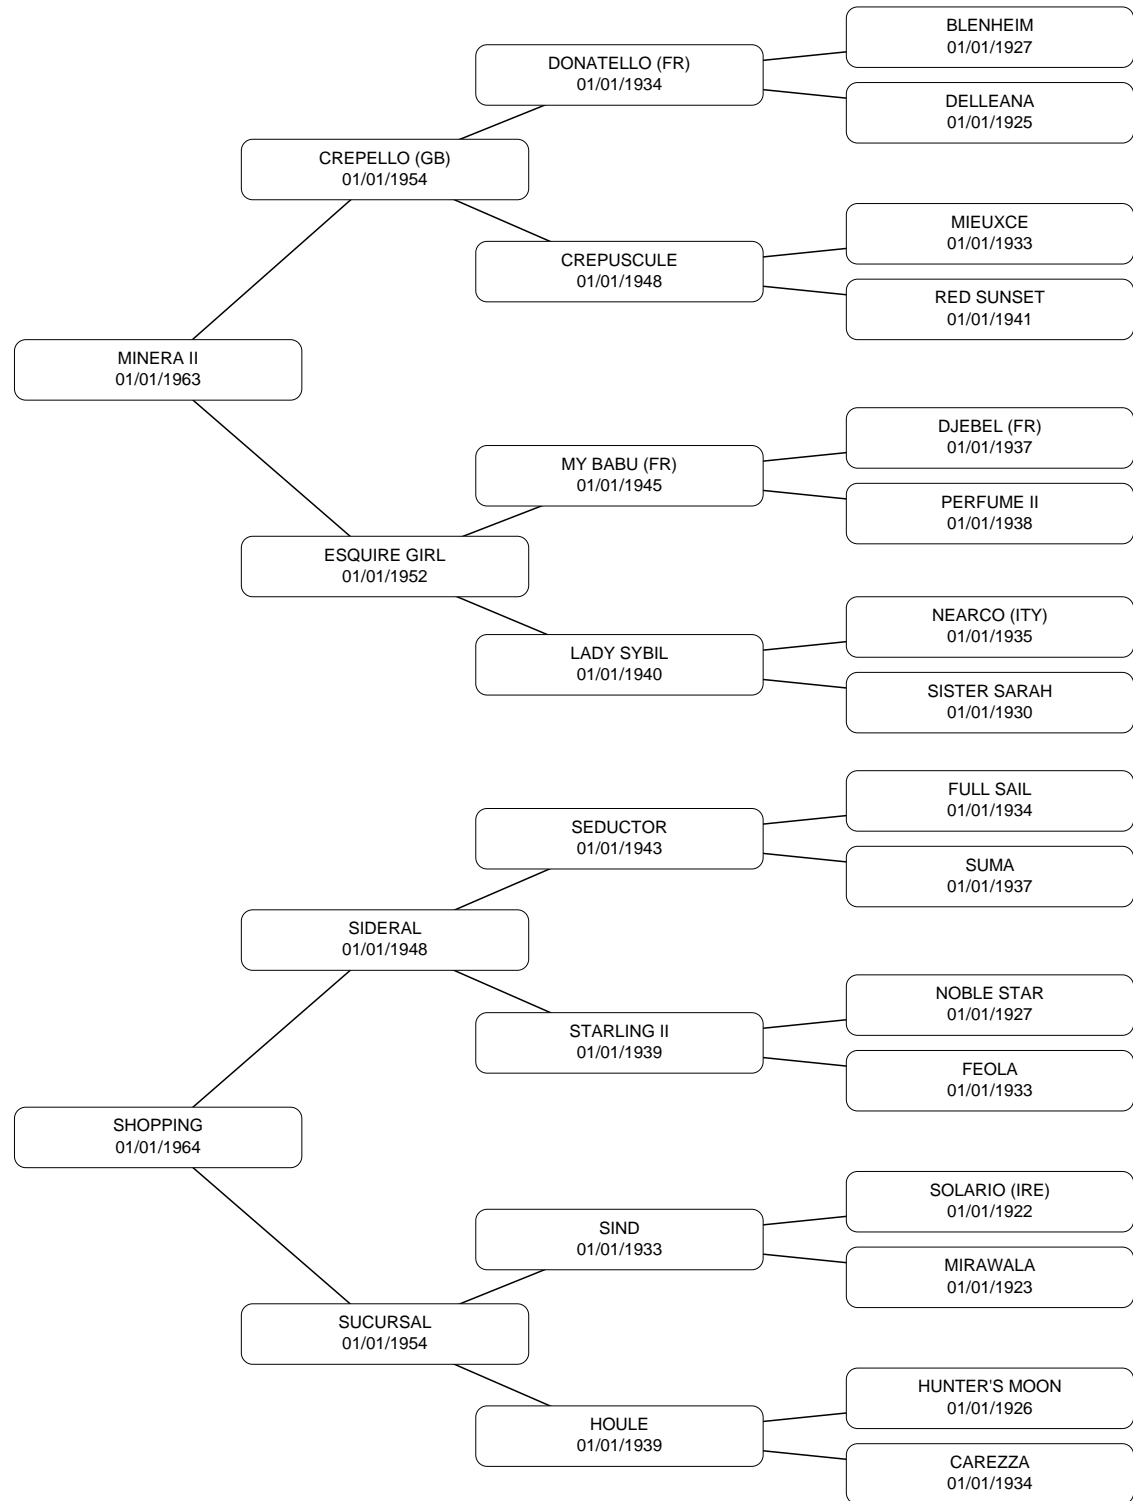 BLENHEIM
01/01/1927
DONATELLO (FR)
01/01/1934
DELLEANA
01/01/1925
CREPELLO (GB)
01/01/1954
MIEUXCE
01/01/1933
CREPUSCULE
01/01/1948
RED SUNSET
01/01/1941
MINERA II
01/01/1963
DJEBEL (FR)
01/01/1937
MY BABU (FR)
01/01/1945
PERFUME II
01/01/1938
ESQUIRE GIRL
01/01/1952
NEARCO (ITY)
01/01/1935
LADY SYBIL
01/01/1940
SISTER SARAH
01/01/1930
FULL SAIL
01/01/1934
SEDUCTOR
01/01/1943
SUMA
01/01/1937
SIDERAL
01/01/1948
NOBLE STAR
01/01/1927
STARLING II
01/01/1939
FEOLA
01/01/1933
SHOPPING
01/01/1964
SOLARIO (IRE)
01/01/1922
SIND
01/01/1933
MIRAWALA
01/01/1923
SUCURSAL
01/01/1954
HUNTER'S MOON
01/01/1926
HOULE
01/01/1939
CAREZZA
01/01/1934